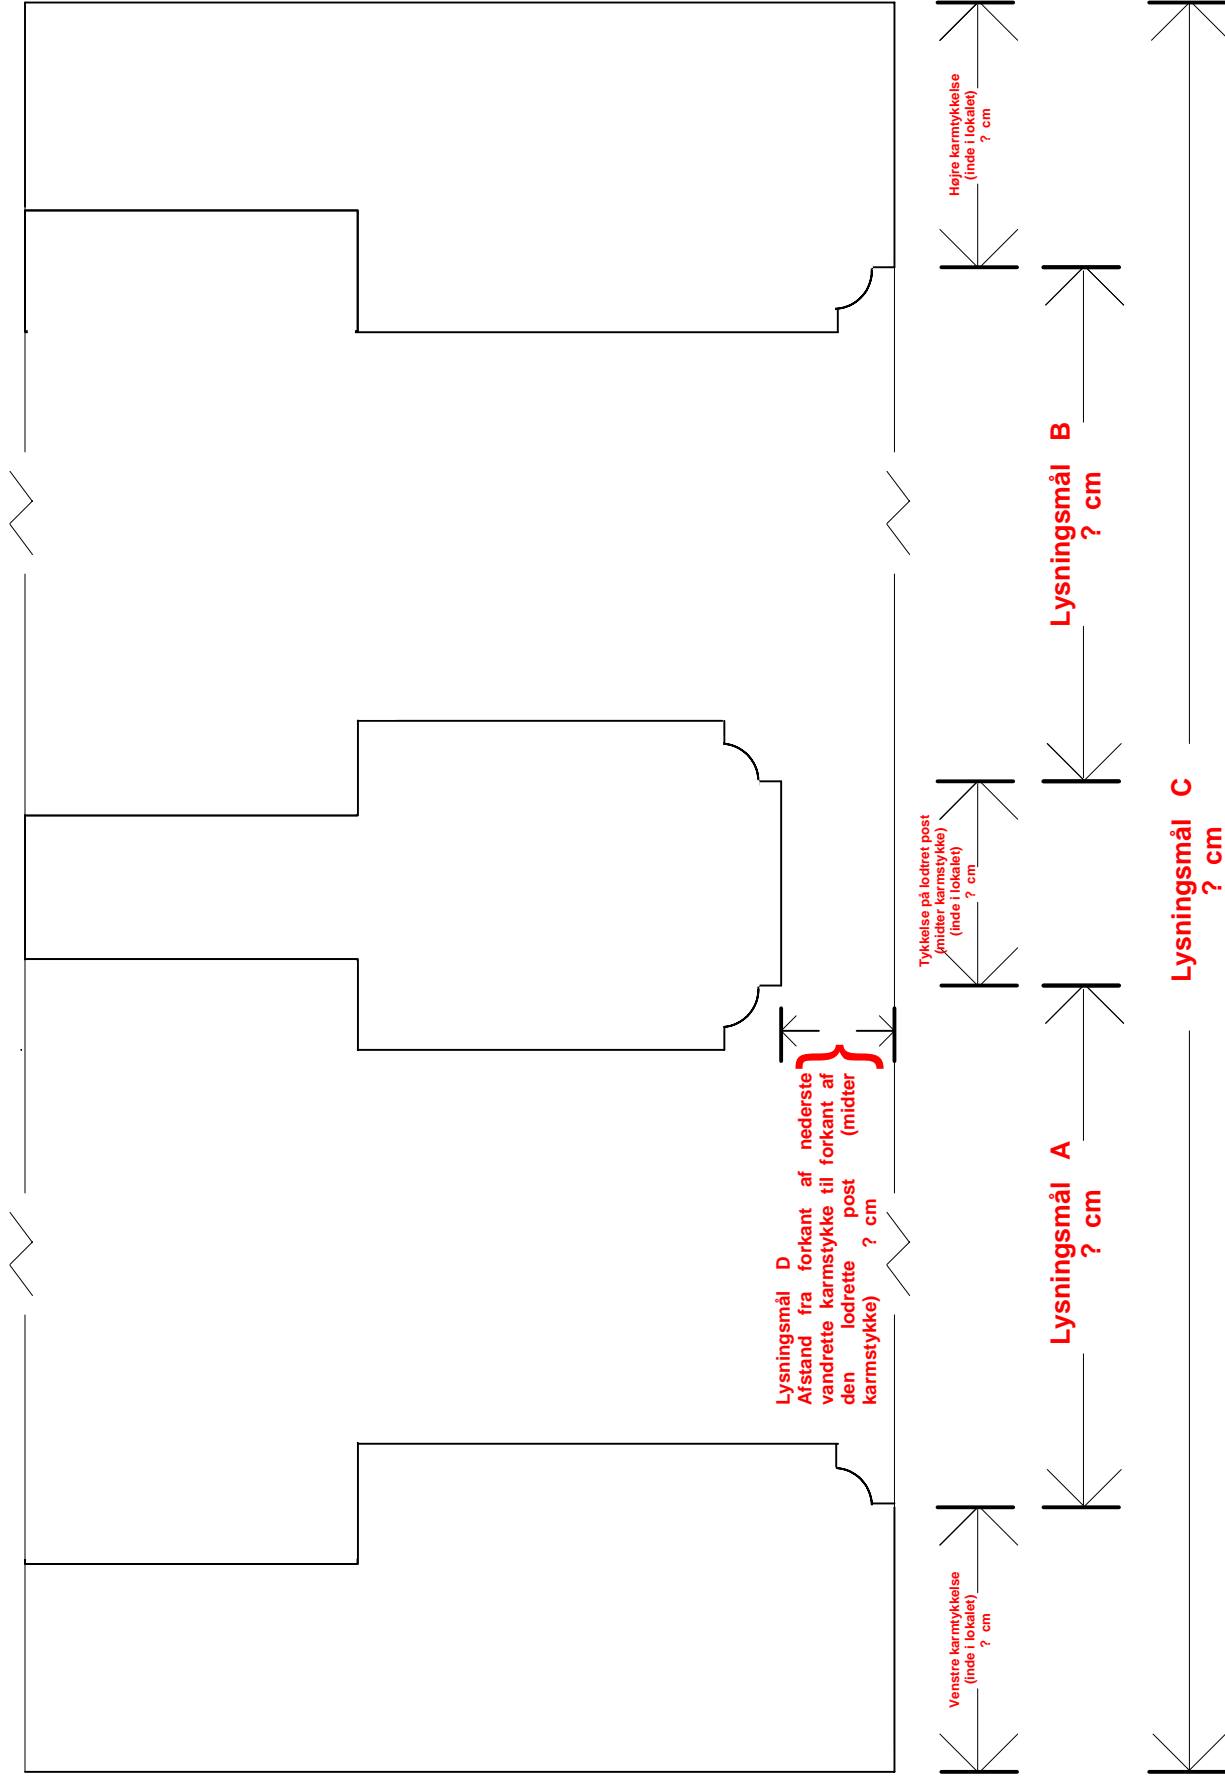 Lysningsmål D
Afstand fra forkant af nederste
vandrette karmstykke til forkant af
den lodrette post (midter
karmstykke) ? cm
Venstre karmtykkelse
(inde i lokalet)
? cm
Tykkelse på lodtret post
(midter karmstykke)
(inde i lokalet)
? cm
Højre karmtykkelse
(inde i lokalet)
? cm
Lysningsmål A
? cm
Lysningsmål B
? cm
Lysningsmål C
? cm